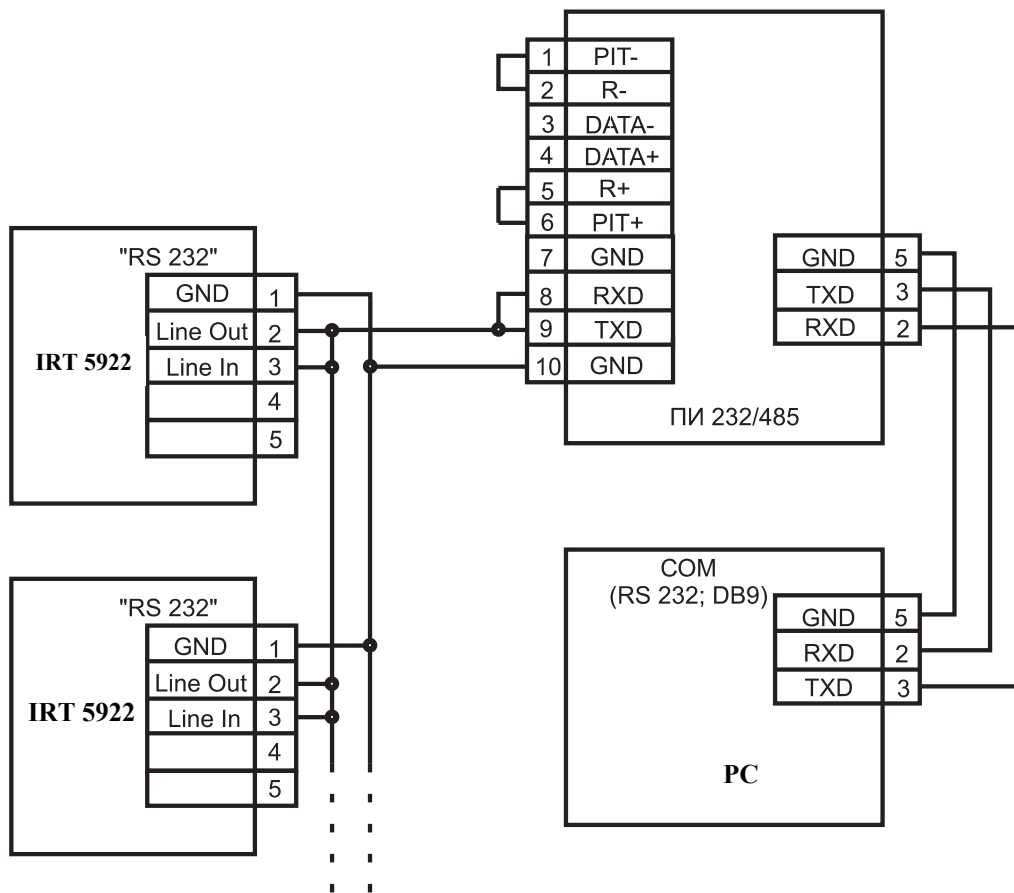 1 PIT-
2 R-
3 DATA-
4 DATA+
5 R+
6 PIT+
7 GND
8 RXD
9 TXD
10 GND
GND 5
TXD 3
RXD 2
ПИ 232/485
"RS 232"
GND 1
Line Out 2
Line In 3
4
5
IRT 5922
"RS 232"
GND 1
Line Out 2
Line In 3
4
5
IRT 5922
COM
(RS 232; DB9)
GND 5
RXD 2
TXD 3
PC